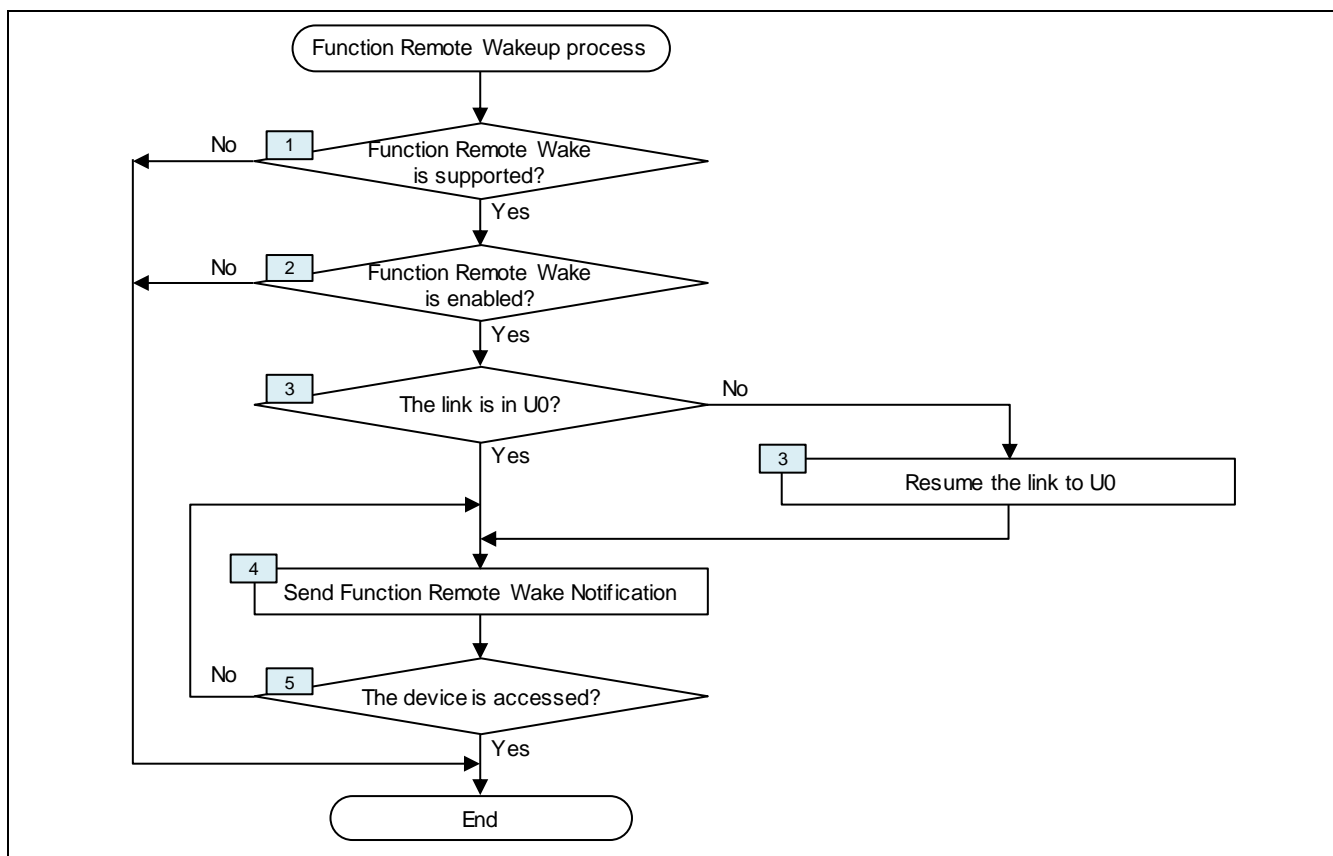 Function Remote Wakeup process
No
1
Function Remote Wake
is supported?
Yes
No
2
Function Remote Wake
is enabled?
Yes
3
The link is in U0?
No
Yes
3
Resume the link to U0
4
Send Function Remote Wake Notification
No
5
The device is accessed?
Yes
End